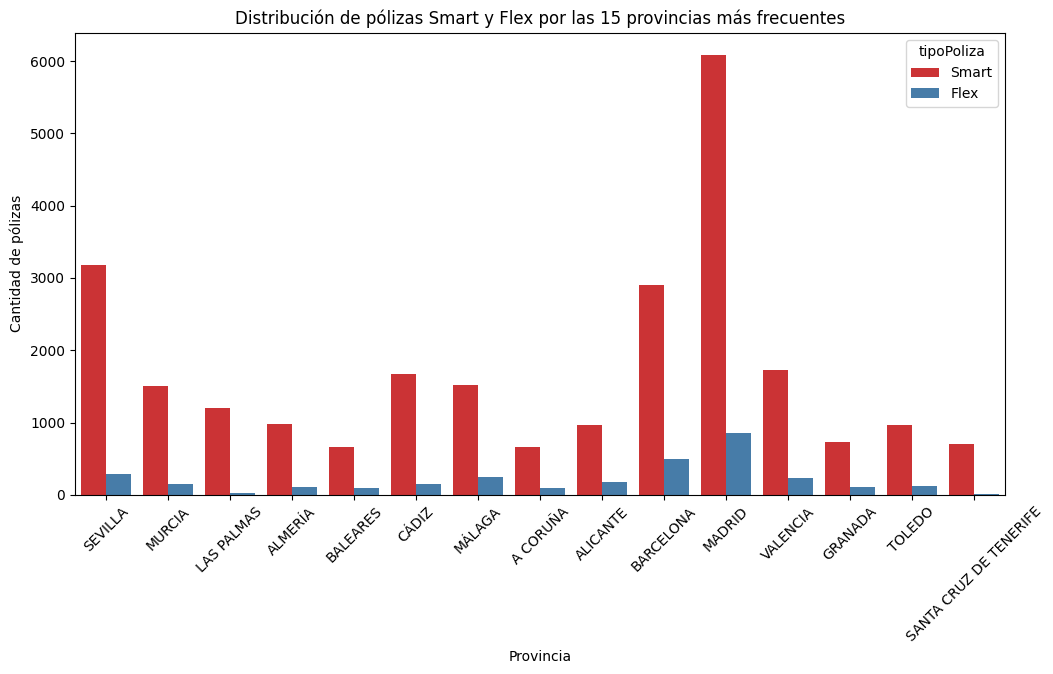 Distribución de pólizas Smart y Flex por las 15 provincias más frecuentes
tipoPoliza
Smart
Flex
Cantidad de pólizas
6000
5000
4000
3000
2000
1000
0
SEVILLA
MURCIA
LAS PALMAS
ALMERÍA
BALEARES
CÁDIZ
MÁLAGA
A CORUÑA
ALICANTE
BARCELONA
MADRID
VALENCIA
GRANADA
TOLEDO
SANTA CRUZ DE TENERIFE
Provincia